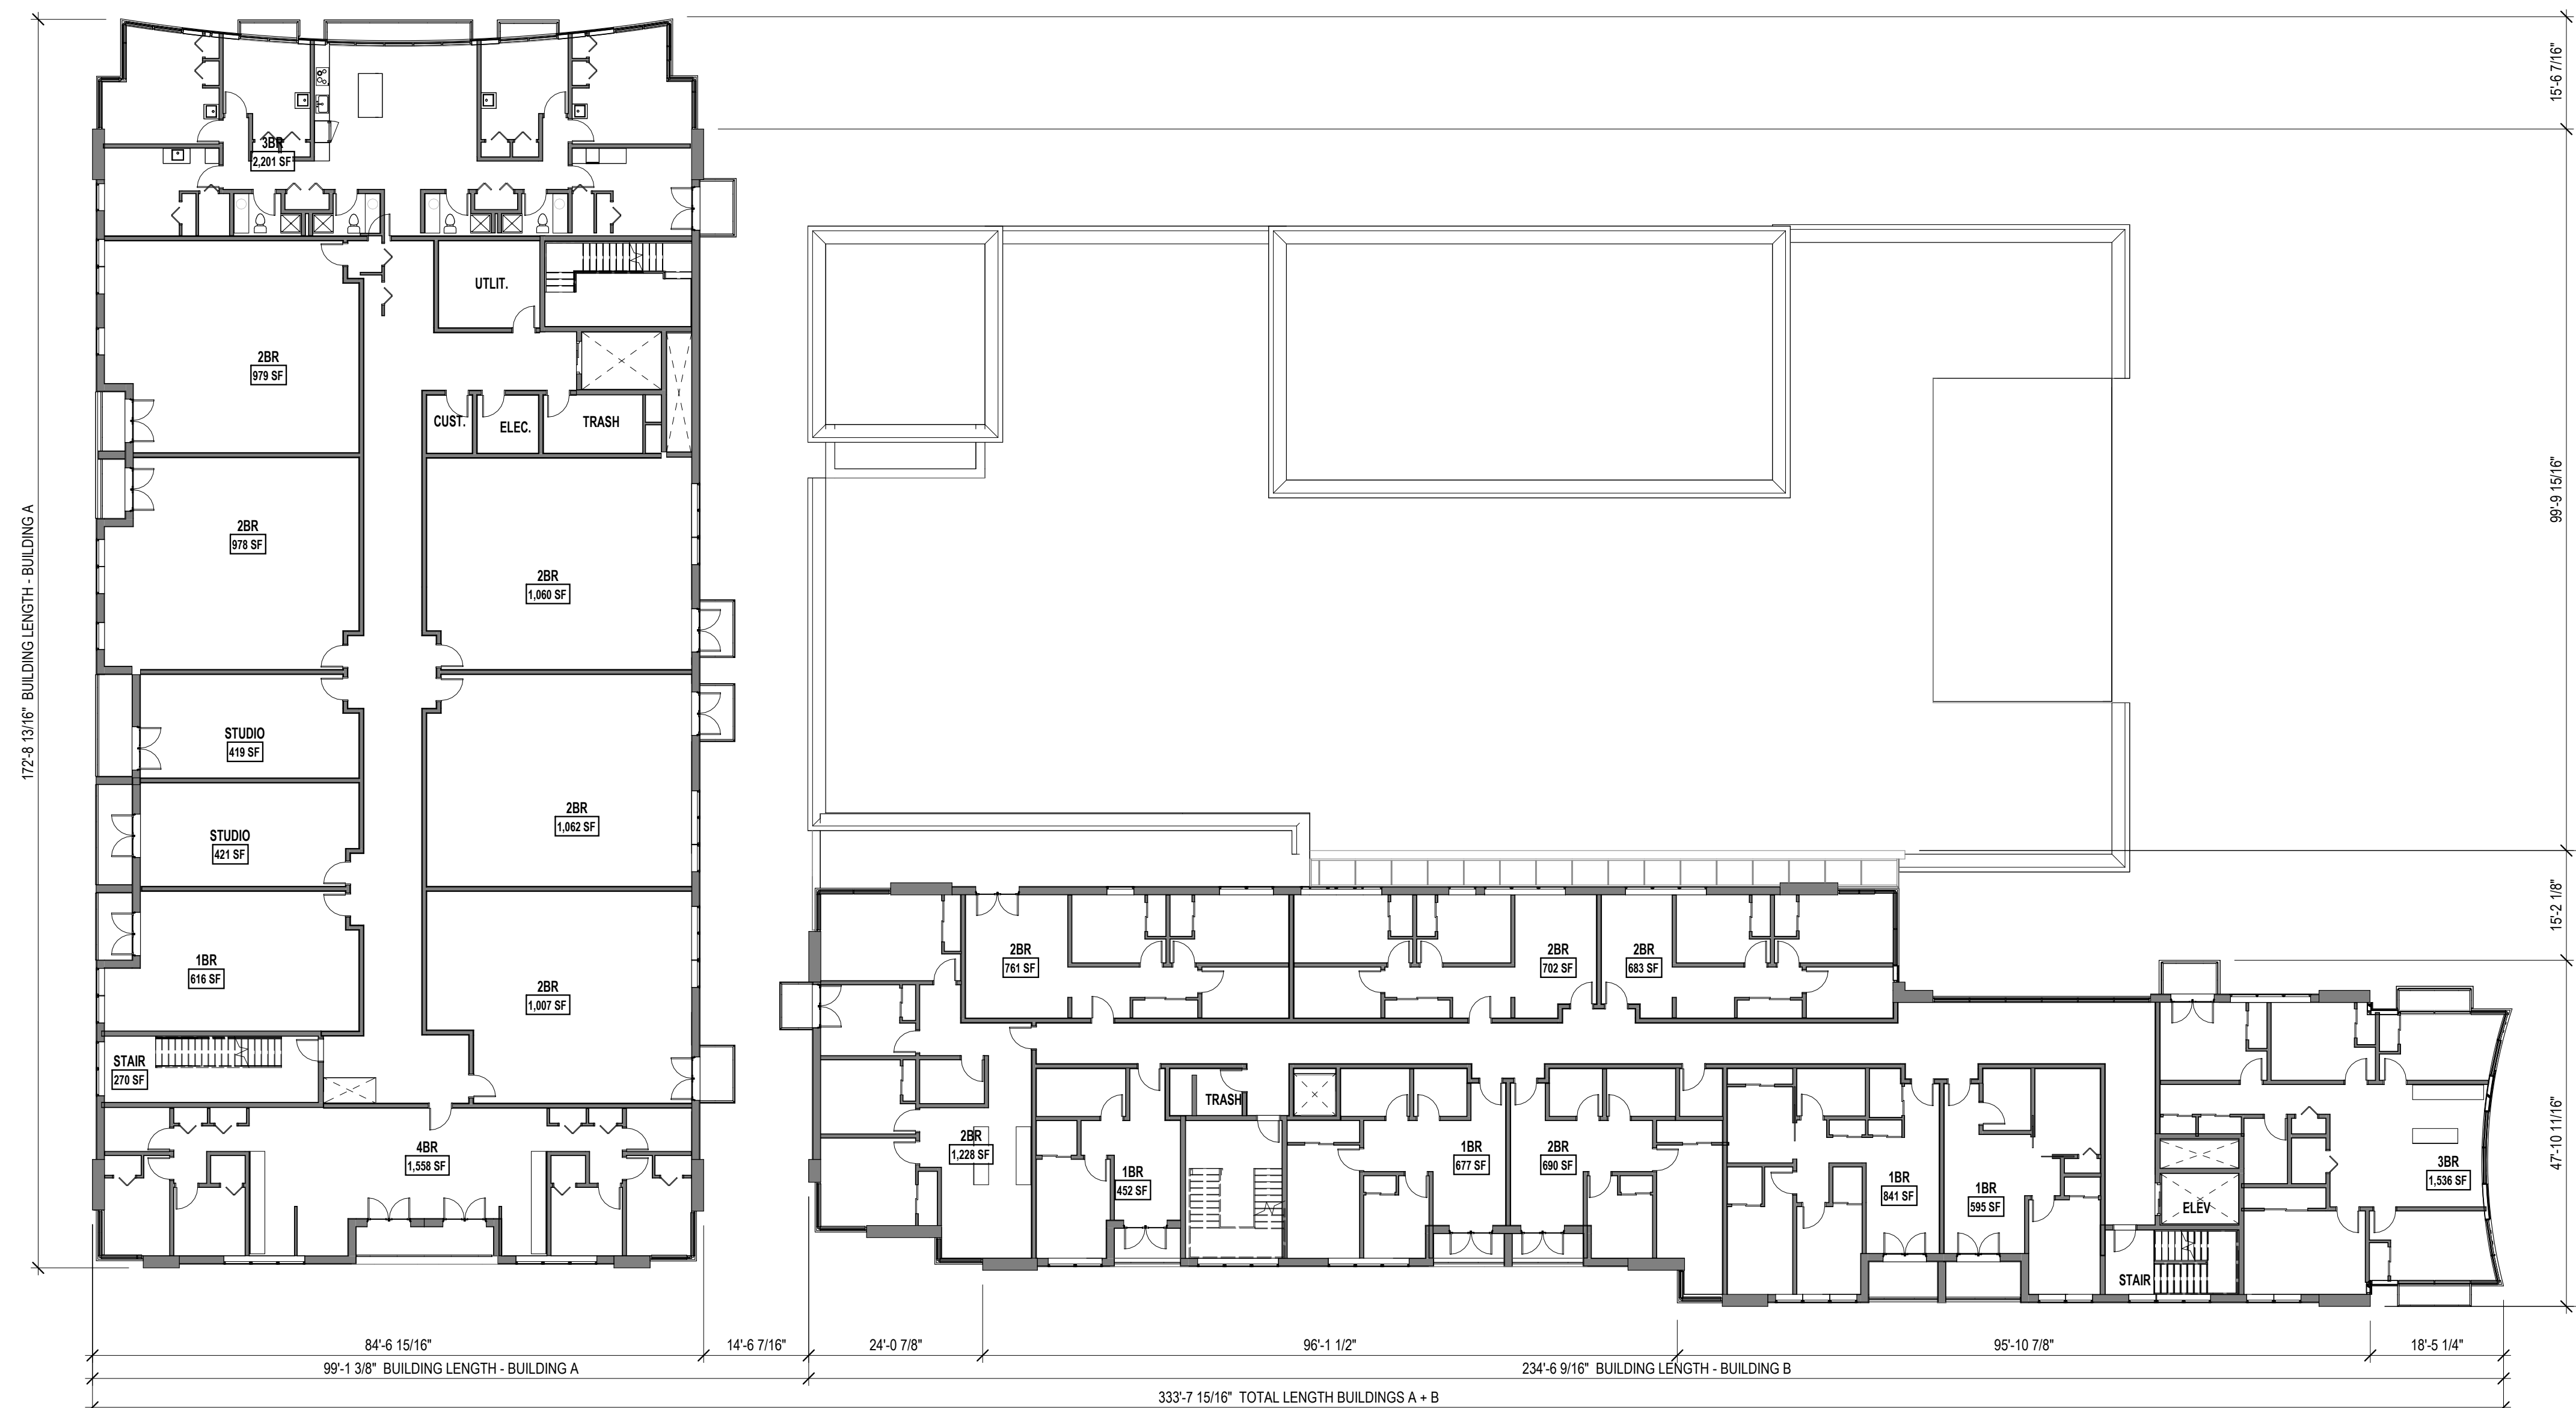 15'-6 7/16"
3BR
2,201 SF
UTLIT.
2BR
979 SF
CUST.
ELEC.
TRASH
99'-9 15/16"
172'-8 13/16" BUILDING LENGTH - BUILDING A
2BR
978 SF
2BR
1,060 SF
STUDIO
419 SF
2BR
1,062 SF
STUDIO
421 SF
15'-2 1/8"
1BR
616 SF
2BR
1,007 SF
2BR
761 SF
2BR
702 SF
2BR
683 SF
STAIR
270 SF
TRASH
4BR
1,558 SF
2BR
1,228 SF
1BR
452 SF
1BR
677 SF
2BR
690 SF
1BR
841 SF
1BR
595 SF
ELEV
3BR
1,536 SF
47'-10 11/16"
STAIR
84'-6 15/16"
14'-6 7/16"
24'-0 7/8"
96'-1 1/2"
95'-10 7/8"
18'-5 1/4"
99'-1 3/8" BUILDING LENGTH - BUILDING A
234'-6 9/16" BUILDING LENGTH - BUILDING B
333'-7 15/16" TOTAL LENGTH BUILDINGS A + B